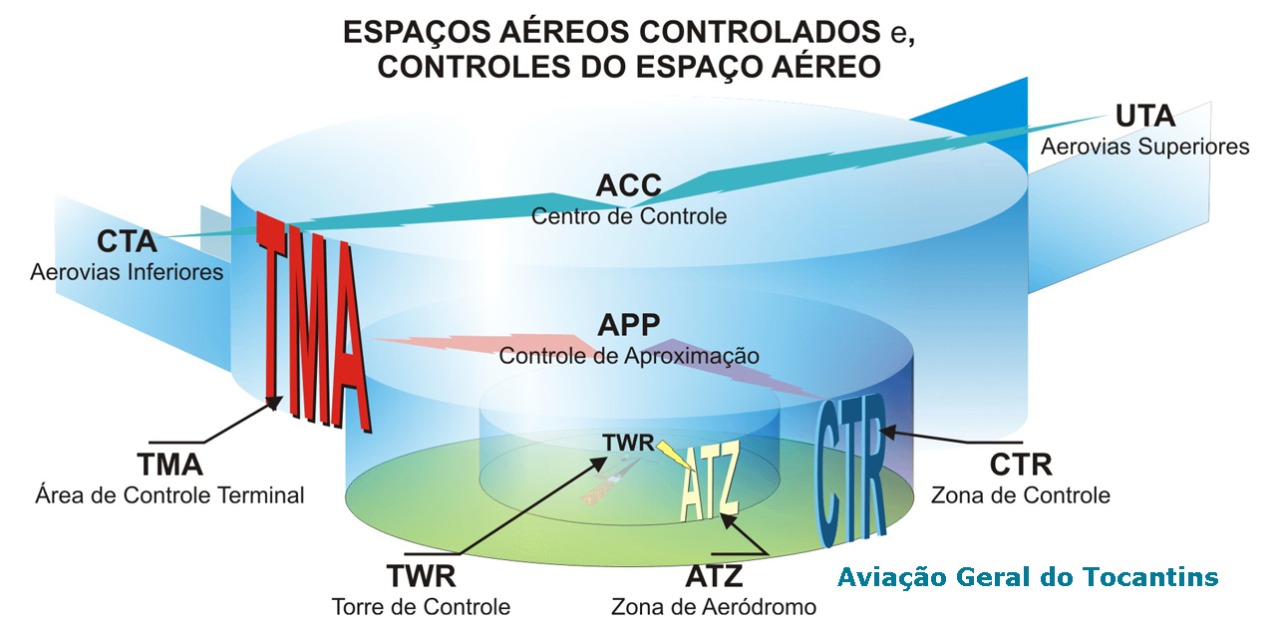 ESPAÇOS AÉREOS CONTROLADOS e,
CONTROLES DO ESPAÇO AÉREO
UTA
Aerovias Superiores
ACC
Centro de Controle
CTA
Aerovias Inferiores
TMA
APP
Controle de Aproximação
TWR
ATZ
CTR
TMA
Área de Controle Terminal
CTR
Zona de Controle
TWR
Torre de Controle
ATZ
Zona de Aeródromo
Aviação Geral do Tocantins